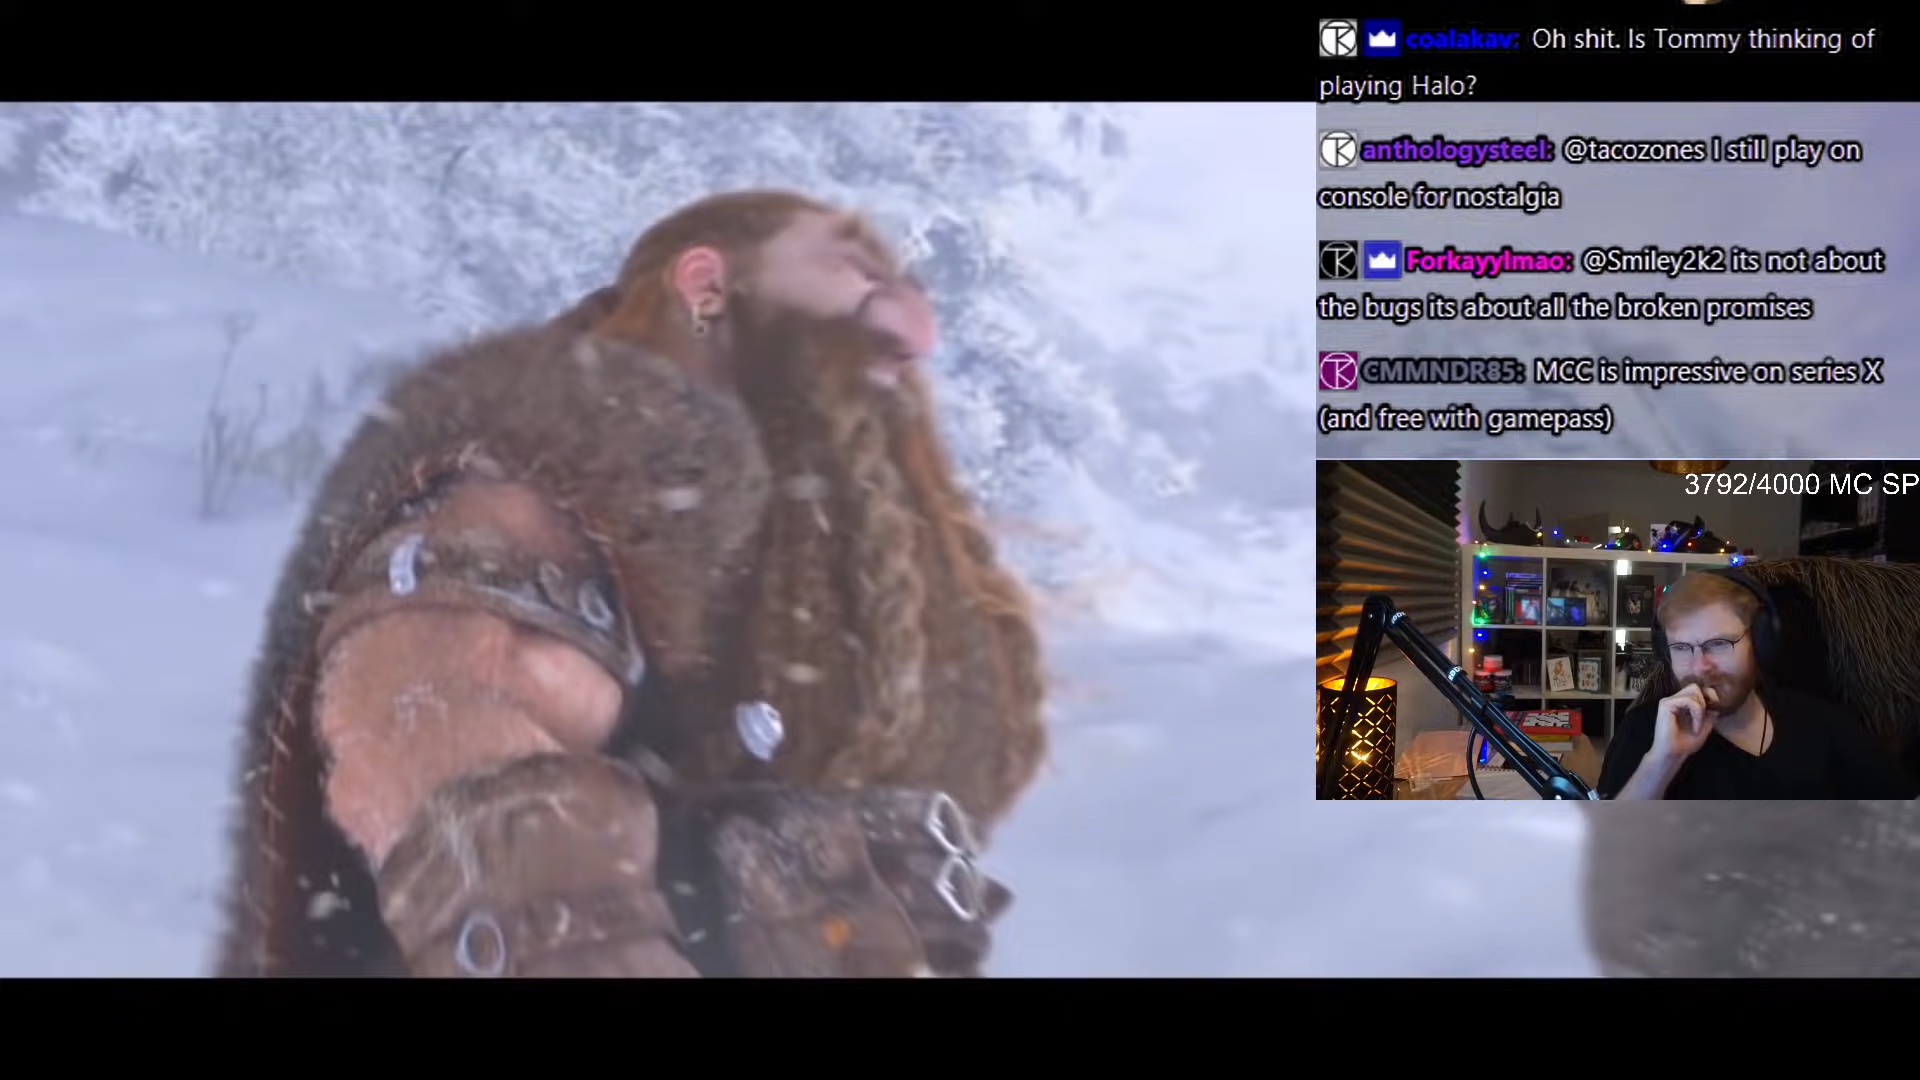 coalakav: Oh shit. Is Tommy thinking of
playing Halo?
anthologysteel: @tacozones I still play on
console for nostalgia
Forkayylmao: @Smiley2k2 its not about
the bugs its about all the broken promises
CMMNDR85: MCC is impressive on series X
(and free with gamepass)
3792/4000 MC SP